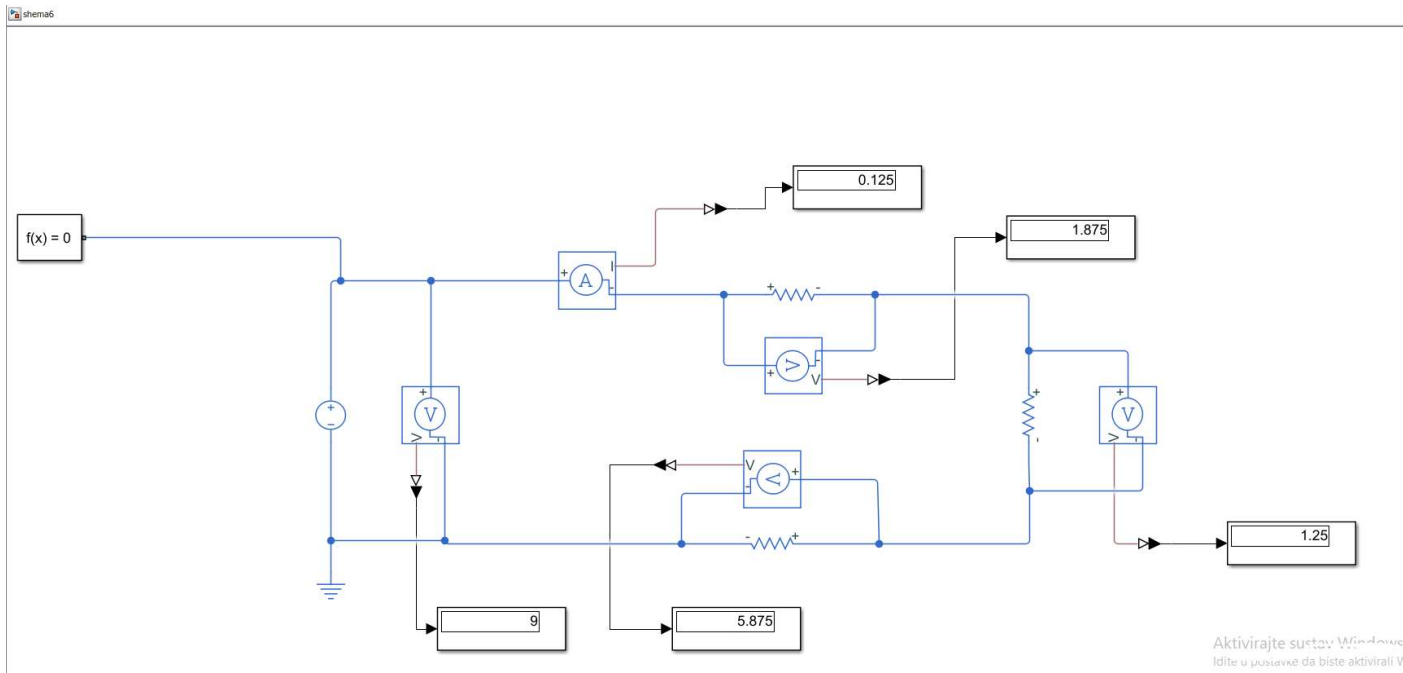 shema6
0.125
1.875
f(x) = 0
+
I
A
-
+
-
V
+
-
V
+
-
V
-
+
V
V
+
-
+
-
+
V
V
-
+
-
V
V
-
+
1.25
9
5.875
Aktivirajte sustav Windows
Idite u postavke da biste aktivirali